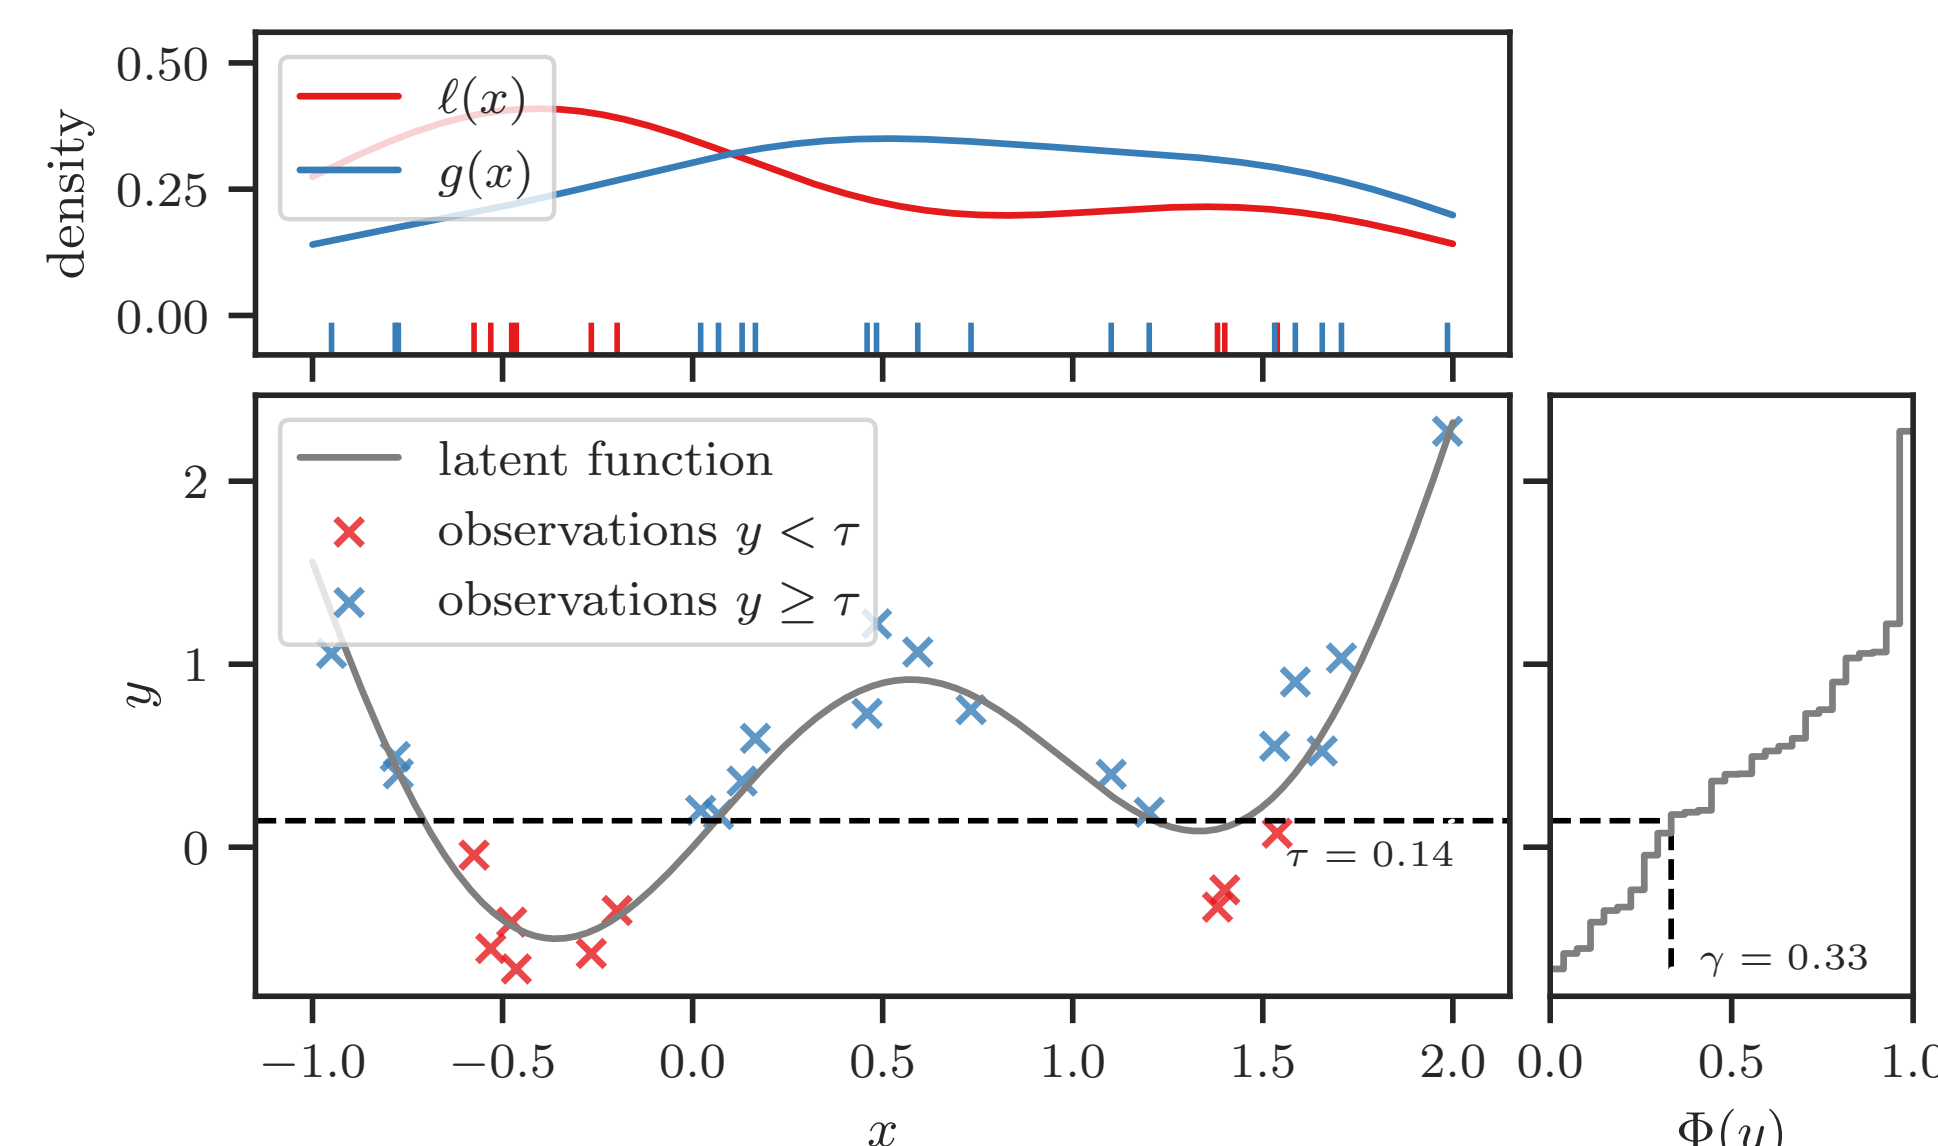 0.50
0.25
0.00
density
ℓ(x)
g(x)
2
1
0
y
latent function
observations y < τ
observations y ≥ τ
τ = 0.14
γ = 0.33
−1.0 −0.5 0.0 0.5 1.0 1.5 2.0
x
0.0 0.5 1.0
Φ(y)